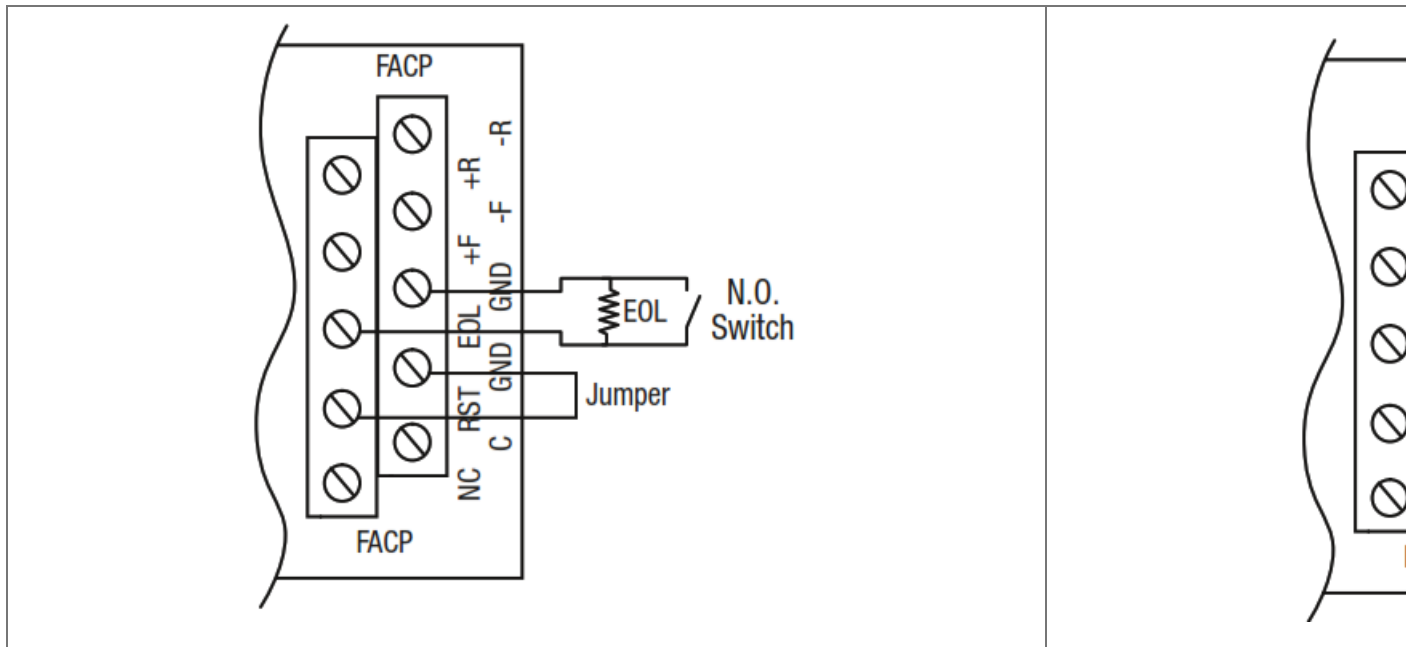 FACP
-R
+R
-F
+F
GND
EOL
GND
RST
C
NC
EOL
N.O.
Switch
Jumper
FACP